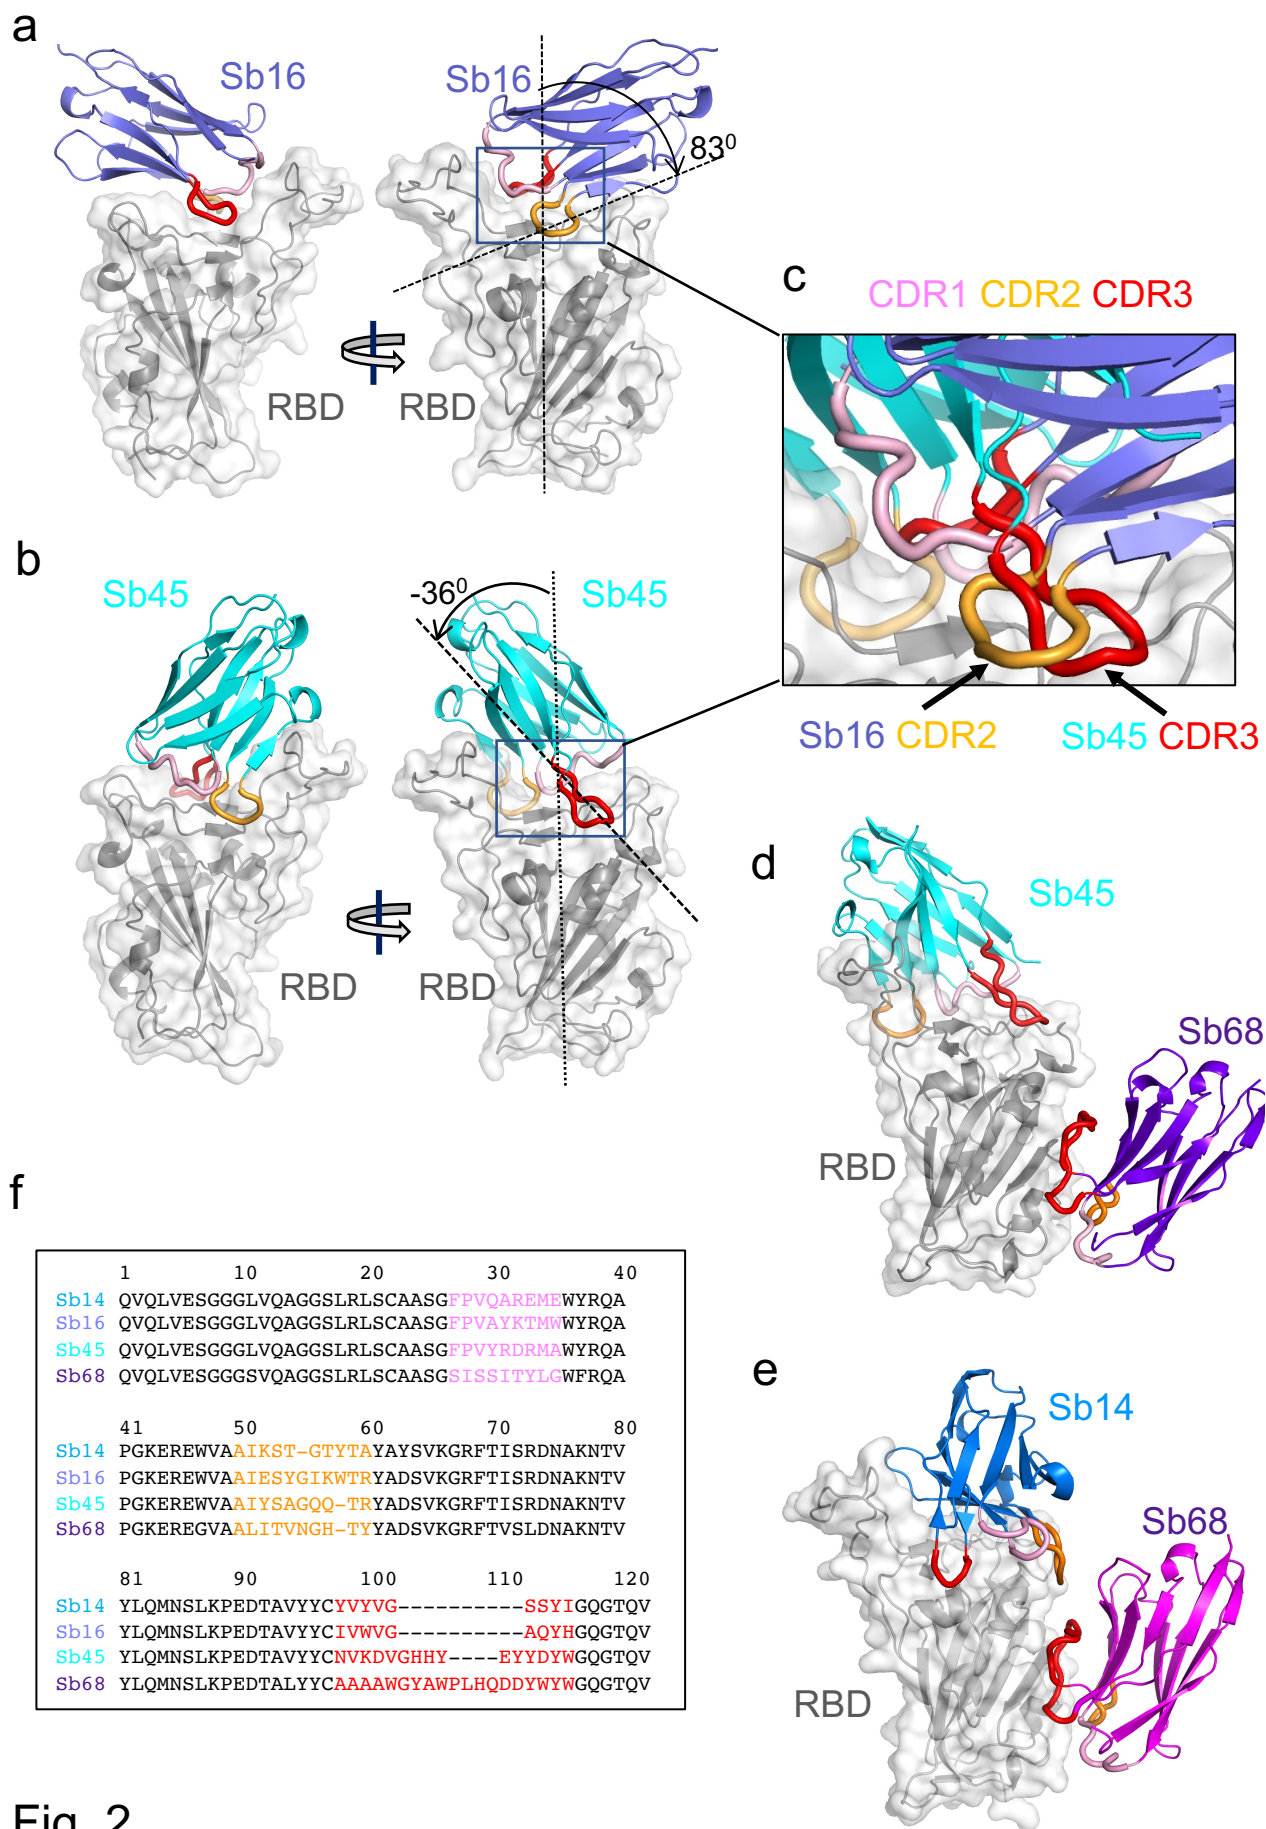 a
Sb16
Sb16
83⁰
RBD
RBD
c
CDR1 CDR2 CDR3
Sb16 CDR2
Sb45 CDR3
b
Sb45
-36⁰
Sb45
RBD
RBD
d
Sb45
Sb68
RBD
e
Sb14
Sb68
RBD
f
1 10 20 30 40
Sb14 QVQLVESGGGLVQAGGSLRLSCAASGFPVQAREMEWYRQA
Sb16 QVQLVESGGGLVQAGGSLRLSCAASGFPVAYKTMWWYRQA
Sb45 QVQLVESGGGLVQAGGSLRLSCAASGFPVYRDRMAWYRQA
Sb68 QVQLVESGGGSVQAGGSLRLSCAASGSISSITYLGWFRQA
41 50 60 70 80
Sb14 PGKEREWVAAIKST-GTYTAYAYSVKGRFTISRDNAKNTV
Sb16 PGKEREWVAAIESYGIKWTRYADSVKGRFTISRDNAKNTV
Sb45 PGKEREWVAAIYSAGQQ-TRYADSVKGRFTISRDNAKNTV
Sb68 PGKEREGVAALITVNGH-TYYADSVKGRFTVSLDNAKNTV
81 90 100 110 120
Sb14 YLQMNSLKPEDTAVYYCYVYVG----------SSYIGQGTQV
Sb16 YLQMNSLKPEDTAVYYCIVWVG----------AQYHGQGTQV
Sb45 YLQMNSLKPEDTAVYYCNVKDVGHHY----EYYDYWGQGTQV
Sb68 YLQMNSLKPEDTALYYCAAAAWGYAWPLHQDDYWYWGQGTQV
Fig. 2